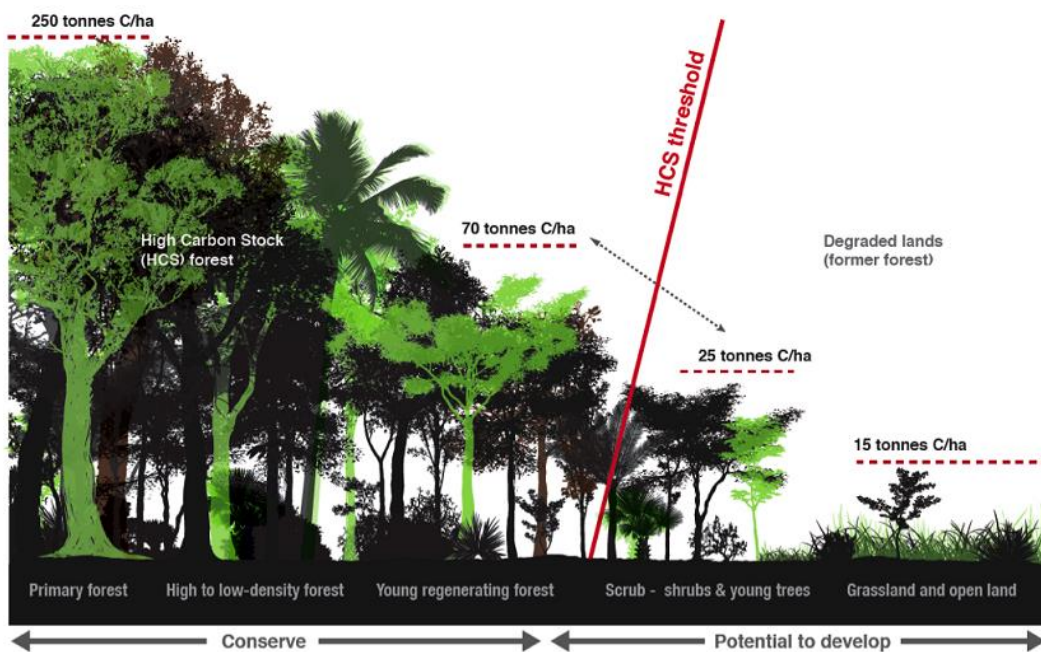 250 tonnes C/ha
HCS threshold
High Carbon Stock
(HCS) forest
70 tonnes C/ha
Degraded lands
(former forest)
25 tonnes C/ha
15 tonnes C/ha
Primary forest
High to low-density forest
Young regenerating forest
Scrub - shrubs & young trees
Grassland and open land
Conserve
Potential to develop